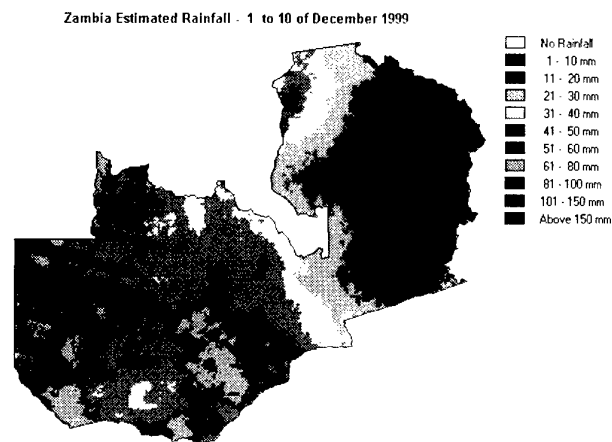 Zambia Estimated Rainfall - 1 to 10 of December 1999
No Rainfall
1 - 10 mm
11 - 20 mm
21 - 30 mm
31 - 40 mm
41 - 50 mm
51 - 60 mm
61 - 80 mm
81 - 100 mm
101 - 150 mm
Above 150 mm